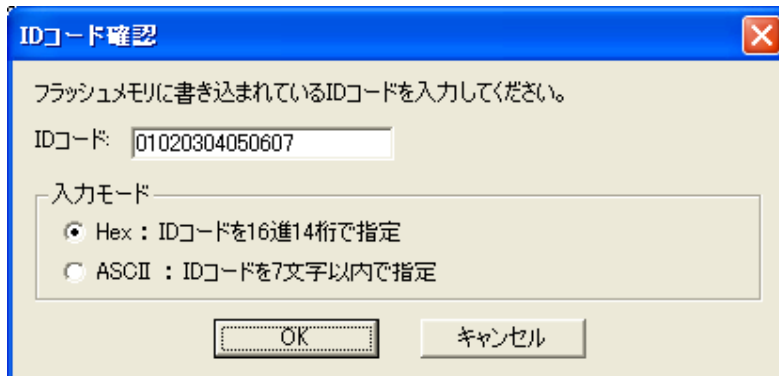 IDコード確認
フラッシュメモリに書き込まれているIDコードを入力してください。
IDコード: 01020304050607
入力モード
Hex : IDコードを16進14桁で指定
ASCII : IDコードを7文字以内で指定
OK キャンセル